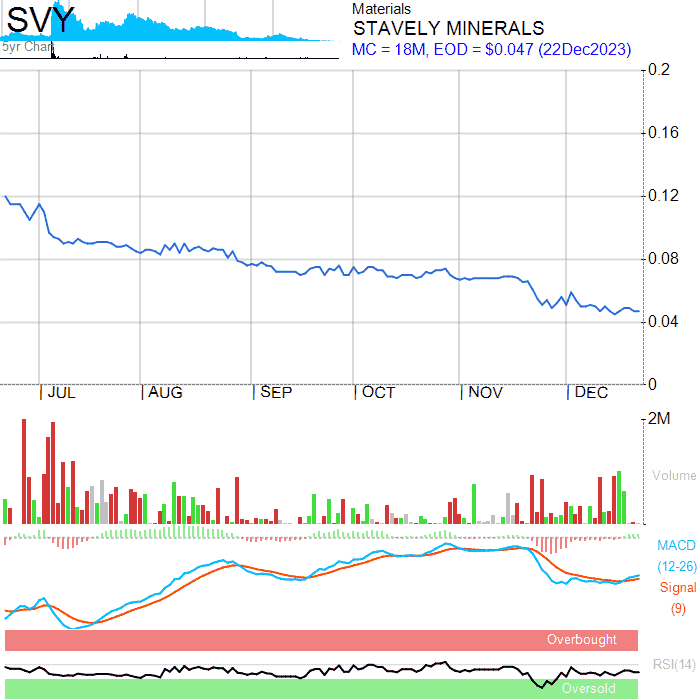 SVY
5yr Chart
Materials
STAVELY MINERALS
MC = 18M, EOD = $0.047 (22Dec2023)
0.2
0.16
0.12
0.08
0.04
0
JUL AUG SEP OCT NOV DEC
2M
Volume
MACD
(12-26)
Signal
(9)
Overbought
RSI(14)
Oversold